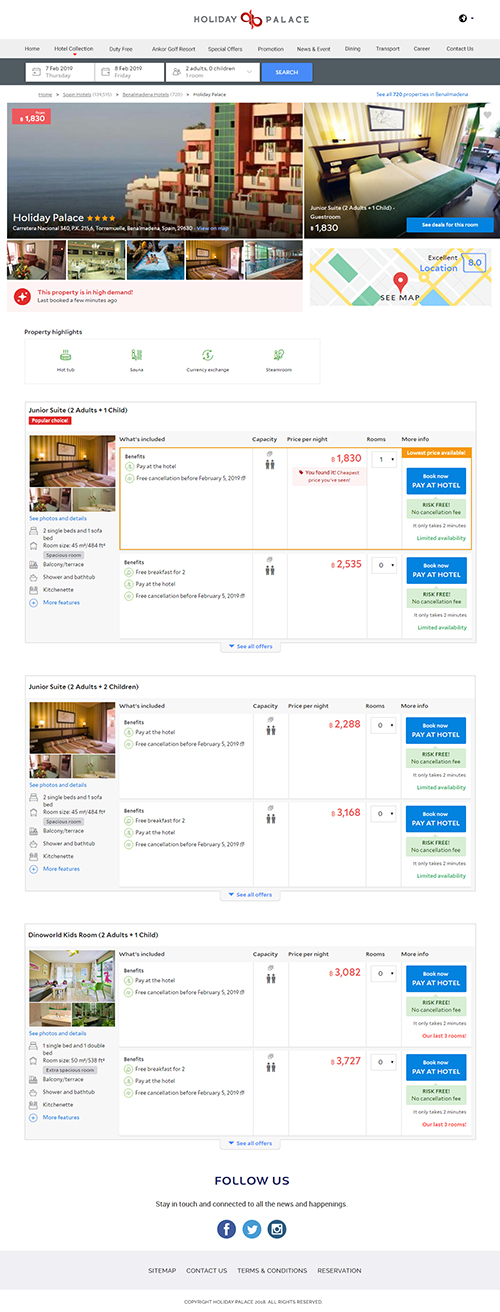 HOLIDAY PALACE
Home Hotel Collection Duty Free Ankor Golf Resort Special Offers Promotion News & Event Dining Transport Career Contact Us
7 Feb 2019 8 Feb 2019 2 adults, 0 children
Thursday Friday 1 room
SEARCH
Home > Spain Hotels > Benalmadena Hotels (720) > Holiday Palace See all 720 properties in Benalmadena
From
฿ 1,830
Holiday Palace ★★★★
Carretera Nacional 340, P.K. 215,6, Torremuelle, Benalmadena, Spain, 29630 - View on map
Junior Suite (2 Adults + 1 Child) -
Guestroom
฿ 1,830
See deals for this room
This property is in high demand!
Last booked a few minutes ago
Excellent
Location 8.0
SEE MAP
Property highlights
Hot tub Sauna Currency exchange Steamroom
Junior Suite (2 Adults + 1 Child)
Popular choice!
What's included Capacity Price per night Rooms More info
See photos and details
2 single beds and 1 sofa
bed
Room size: 45 m²/484 ft²
Spacious room
Balcony/terrace
Shower and bathtub
Kitchenette
More features
Lowest price available!
Benefits
Pay at the hotel
Free cancellation before February 5, 2019
฿ 1,830
You found it! Cheapest
price you've seen!
1
Book now
PAY AT HOTEL
RISK FREE!
No cancellation fee
It only takes 2 minutes
Limited availability
Benefits
Free breakfast for 2
Pay at the hotel
Free cancellation before February 5, 2019
฿ 2,535
0
Book now
PAY AT HOTEL
RISK FREE!
No cancellation fee
It only takes 2 minutes
Limited availability
See all offers
Junior Suite (2 Adults + 2 Children)
What's included Capacity Price per night Rooms More info
See photos and details
2 single beds and 1 sofa
bed
Room size: 45 m²/484 ft²
Spacious room
Balcony/terrace
Shower and bathtub
Kitchenette
More features
Benefits
Pay at the hotel
Free cancellation before February 5, 2019
฿ 2,288
0
Book now
PAY AT HOTEL
RISK FREE!
No cancellation fee
It only takes 2 minutes
Limited availability
Benefits
Free breakfast for 2
Pay at the hotel
Free cancellation before February 5, 2019
฿ 3,168
0
Book now
PAY AT HOTEL
RISK FREE!
No cancellation fee
It only takes 2 minutes
Limited availability
See all offers
Dinoworld Kids Room (2 Adults + 1 Child)
What's included Capacity Price per night Rooms More info
See photos and details
1 single bed and 1 double
bed
Room size: 50 m²/538 ft²
Extra spacious room
Balcony/terrace
Shower and bathtub
Kitchenette
More features
Benefits
Pay at the hotel
Free cancellation before February 5, 2019
฿ 3,082
0
Book now
PAY AT HOTEL
RISK FREE!
No cancellation fee
It only takes 2 minutes
Our last 3 rooms!
Benefits
Free breakfast for 2
Pay at the hotel
Free cancellation before February 5, 2019
฿ 3,727
0
Book now
PAY AT HOTEL
RISK FREE!
No cancellation fee
It only takes 2 minutes
Our last 3 rooms!
See all offers
FOLLOW US
Stay in touch and connected to all the news and happenings.
SITEMAP CONTACT US TERMS & CONDITIONS RESERVATION
COPYRIGHT HOLIDAY PALACE 2018. ALL RIGHTS RESERVED.